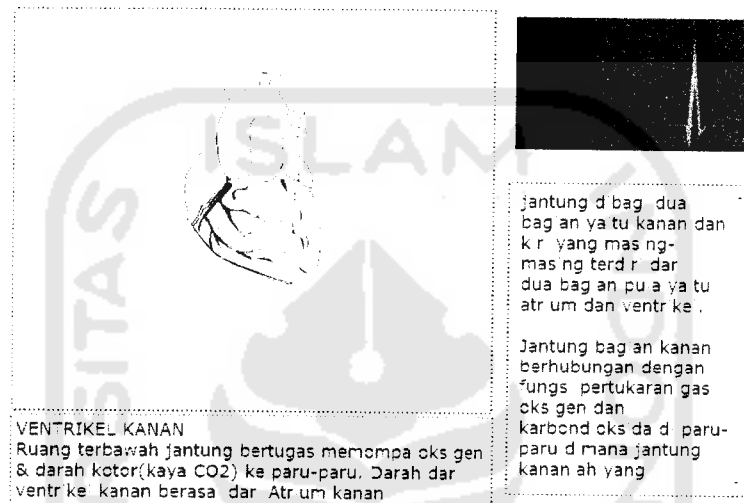 ISLAM
SITAS
VENTRIKEL KANAN
Ruang terbawah jantung bertugas memompa oks gen
& darah kotor(kaya CO2) ke paru-paru. Darah dar
ventr ke kanan berasa dar Atr um kanan
jantung d bag dua
bag an ya tu kanan dan
k r yang mas ng-
mas ng terd r dar
dua bag an pu a ya tu
atr um dan ventr ke .
Jantung bag an kanan
berhubungan dengan
fungs pertukaran gas
oks gen dan
karbond oks da d paru-
paru d mana jantung
kanan ah yang